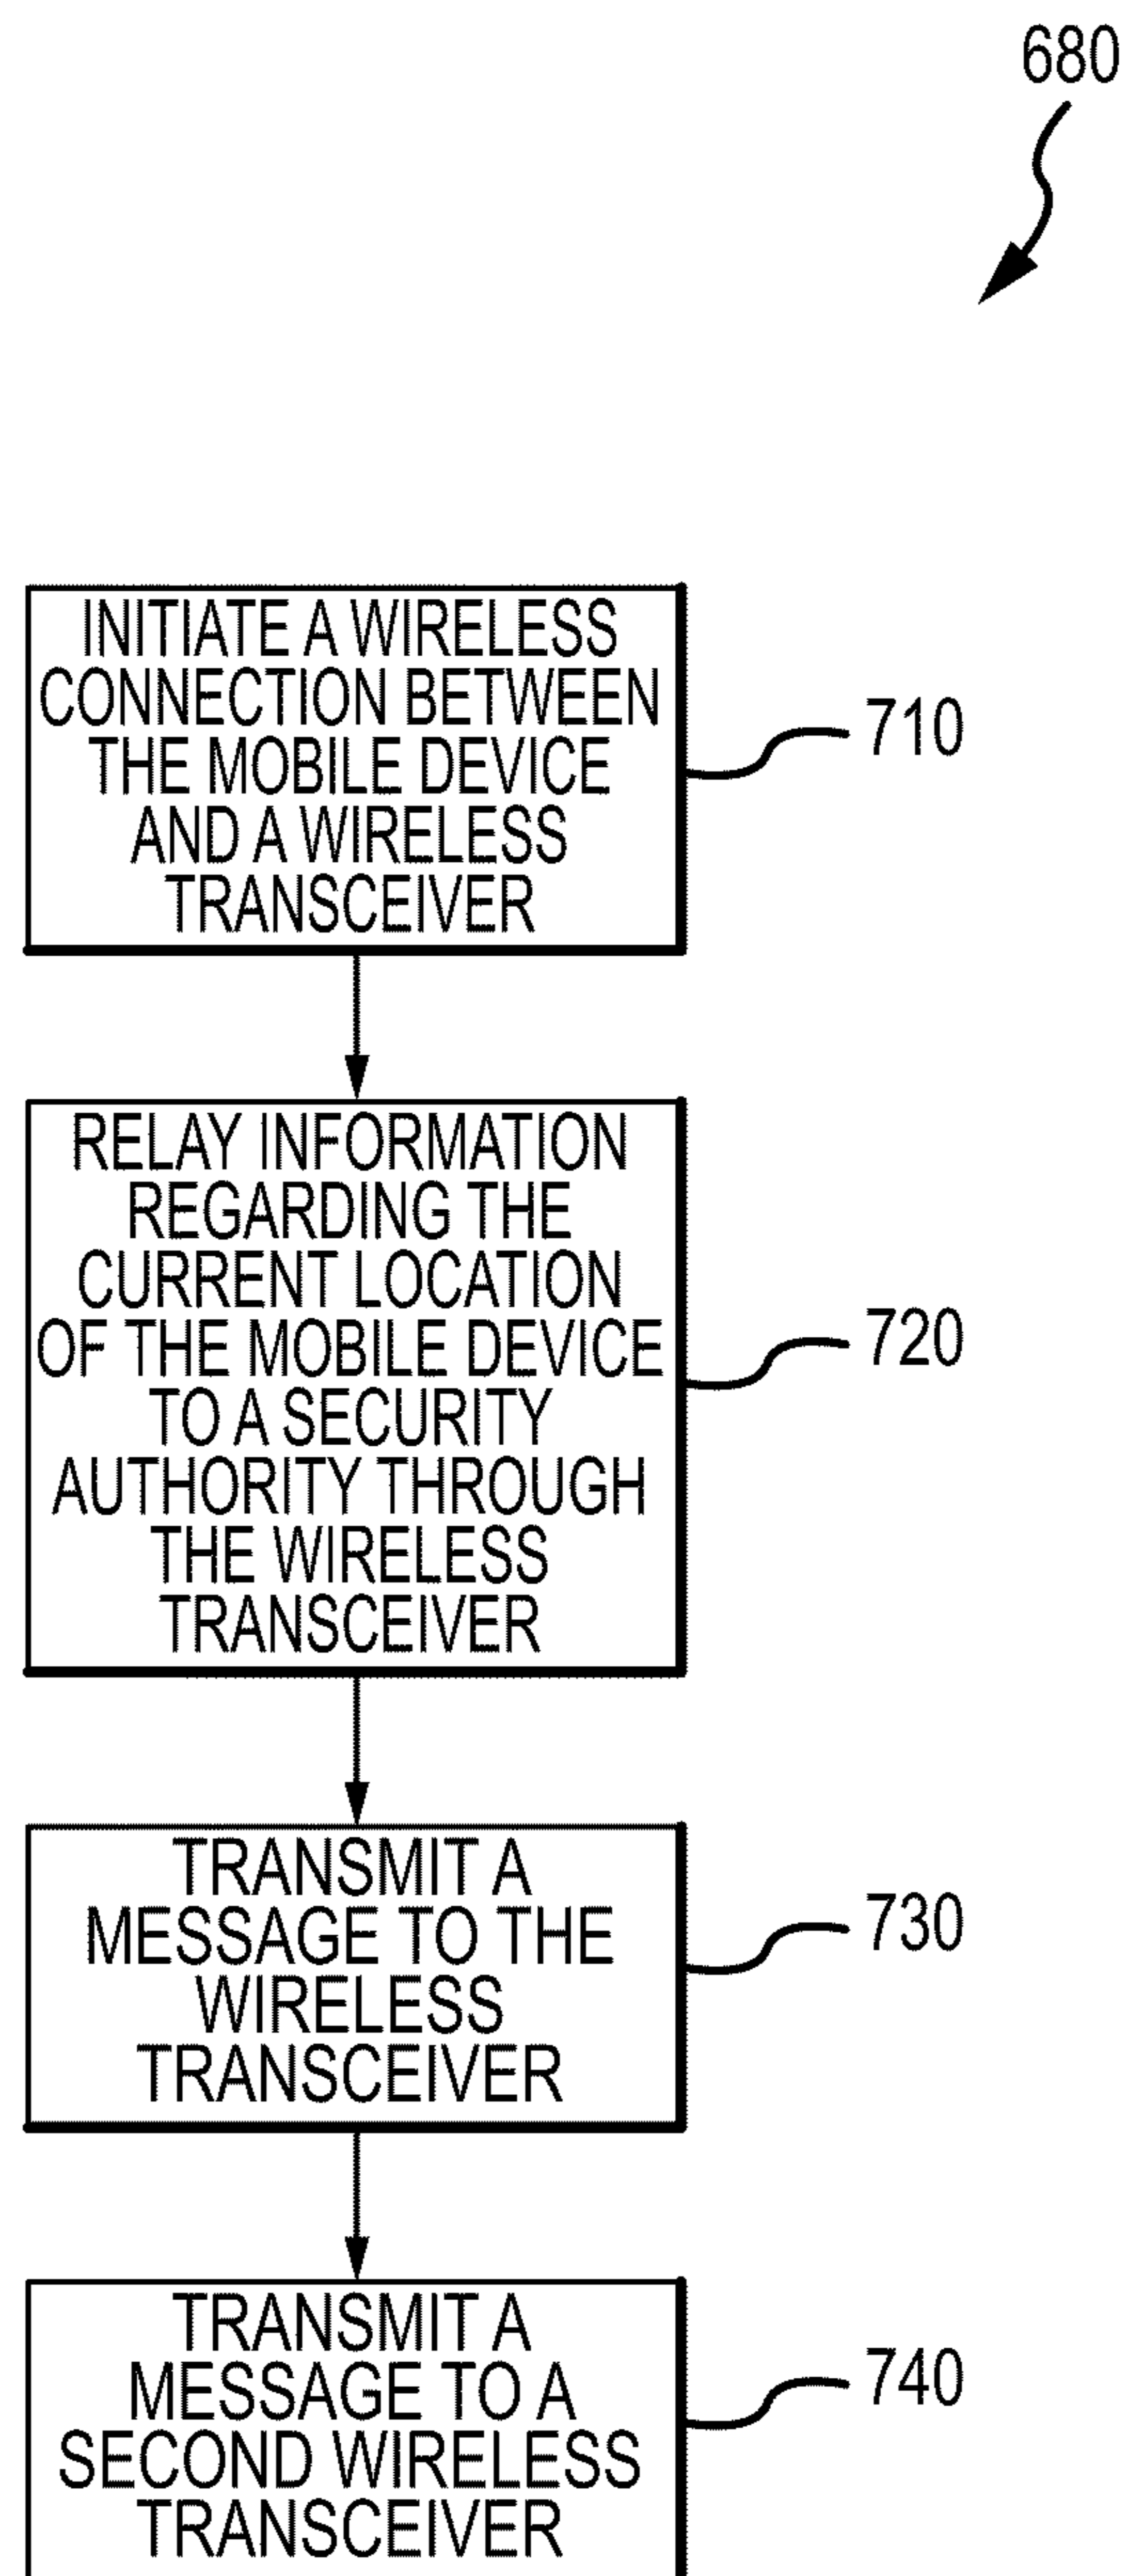 680
INITIATE A WIRELESS
CONNECTION BETWEEN
THE MOBILE DEVICE
AND A WIRELESS
TRANSCEIVER
710
RELAY INFORMATION
REGARDING THE
CURRENT LOCATION
OF THE MOBILE DEVICE
TO A SECURITY
AUTHORITY THROUGH
THE WIRELESS
TRANSCEIVER
720
TRANSMIT A
MESSAGE TO THE
WIRELESS
TRANSCEIVER
730
TRANSMIT A
MESSAGE TO A
SECOND WIRELESS
TRANSCEIVER
740